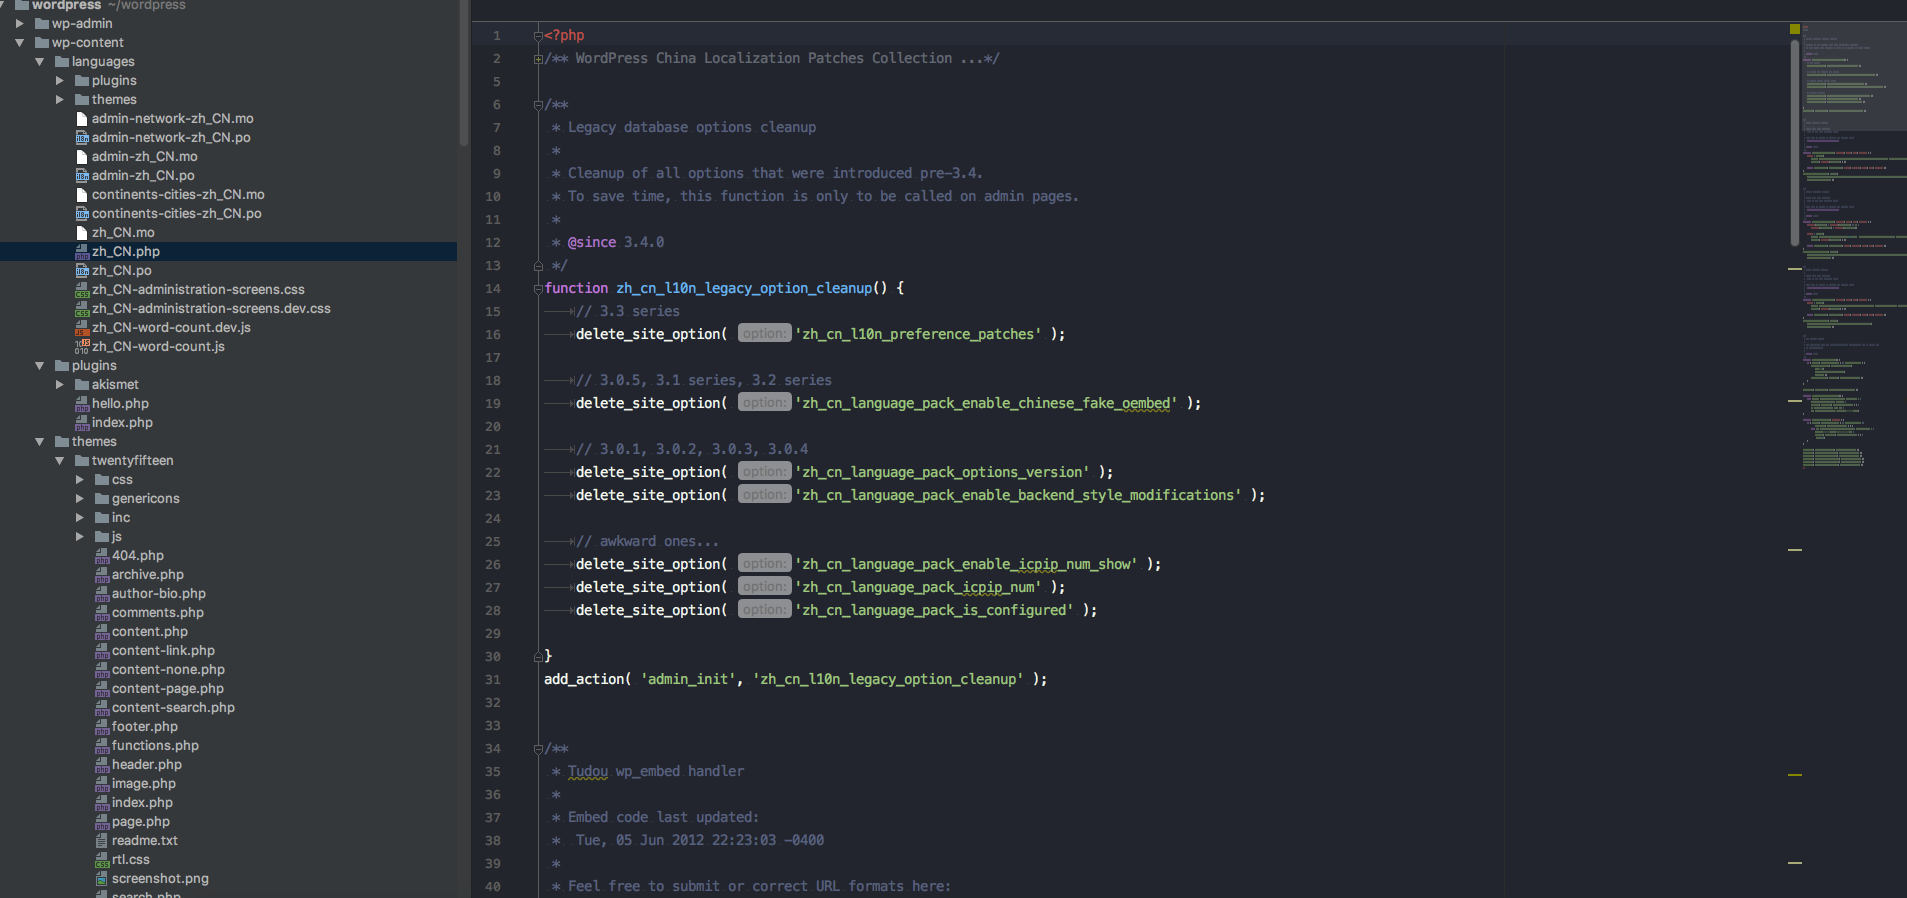 wordpress ~/wordpress
wp-admin
wp-content
languages
plugins
themes
admin-network-zh_CN.mo
admin-network-zh_CN.po
admin-zh_CN.mo
admin-zh_CN.po
continents-cities-zh_CN.mo
continents-cities-zh_CN.po
zh_CN.mo
zh_CN.php
zh_CN.po
zh_CN-administration-screens.css
zh_CN-administration-screens.dev.css
zh_CN-word-count.dev.js
zh_CN-word-count.js
plugins
akismet
hello.php
index.php
themes
twentyfifteen
css
genericons
inc
js
404.php
archive.php
author-bio.php
comments.php
content.php
content-link.php
content-none.php
content-page.php
content-search.php
footer.php
functions.php
header.php
image.php
index.php
page.php
readme.txt
rtl.css
screenshot.png
search.php
1 <?php
2 /** WordPress China Localization Patches Collection ...*/
5
6 /**
7 * Legacy database options cleanup
8 *
9 * Cleanup of all options that were introduced pre-3.4.
10 * To save time, this function is only to be called on admin pages.
11 *
12 * @since 3.4.0
13 */
14 function zh_cn_l10n_legacy_option_cleanup() {
15 // 3.3 series
16 delete_site_option( option: 'zh_cn_l10n_preference_patches' );
17
18 // 3.0.5, 3.1 series, 3.2 series
19 delete_site_option( option: 'zh_cn_language_pack_enable_chinese_fake_oembed' );
20
21 // 3.0.1, 3.0.2, 3.0.3, 3.0.4
22 delete_site_option( option: 'zh_cn_language_pack_options_version' );
23 delete_site_option( option: 'zh_cn_language_pack_enable_backend_style_modifications' );
24
25 // awkward ones...
26 delete_site_option( option: 'zh_cn_language_pack_enable_icpip_num_show' );
27 delete_site_option( option: 'zh_cn_language_pack_icpip_num' );
28 delete_site_option( option: 'zh_cn_language_pack_is_configured' );
29
30 }
31 add_action( 'admin_init', 'zh_cn_l10n_legacy_option_cleanup' );
32
33
34 /**
35 * Tudou wp_embed handler
36 *
37 * Embed code last updated:
38 * Tue, 05 Jun 2012 22:23:03 -0400
39 *
40 * Feel free to submit or correct URL formats here: